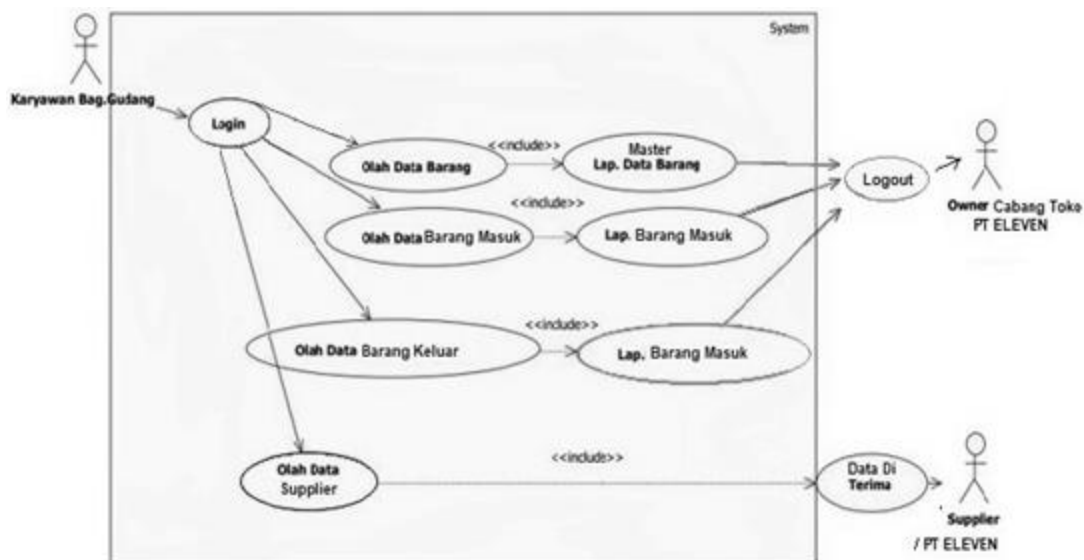 System
Karyawan Bag.Gudang
Login
<<include>>
Olah Data Barang
Master
Lap. Data Barang
Logout
Owner Cabang Toko
PT ELEVEN
<<include>>
Olah Data Barang Masuk
Lap. Barang Masuk
<<include>>
Olah Data Barang Keluar
Lap. Barang Masuk
<<include>>
Olah Data
Supplier
Data Di
Terima
Supplier
/ PT ELEVEN